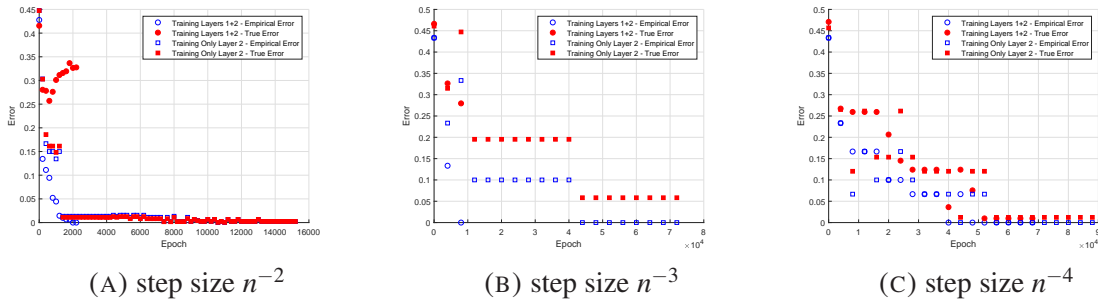 0.45
0.4
0.35
0.3
0.25
0.2
0.15
0.1
0.05
0
Error
0 2000 4000 6000 8000 10000 12000 14000 16000
Epoch
Training Layers 1+2 - Empirical Error
Training Layers 1+2 - True Error
Training Only Layer 2 - Empirical Error
Training Only Layer 2 - True Error
(A) step size n⁻²
0.5
0.45
0.4
0.35
0.3
0.25
0.2
0.15
0.1
0.05
0
Error
0 1 2 3 4 5 6 7 8
Epoch
×10⁴
Training Layers 1+2 - Empirical Error
Training Layers 1+2 - True Error
Training Only Layer 2 - Empirical Error
Training Only Layer 2 - True Error
(B) step size n⁻³
0.5
0.45
0.4
0.35
0.3
0.25
0.2
0.15
0.1
0.05
0
Error
0 1 2 3 4 5 6 7 8 9
Epoch
×10⁴
Training Layers 1+2 - Empirical Error
Training Layers 1+2 - True Error
Training Only Layer 2 - Empirical Error
Training Only Layer 2 - True Error
(C) step size n⁻⁴